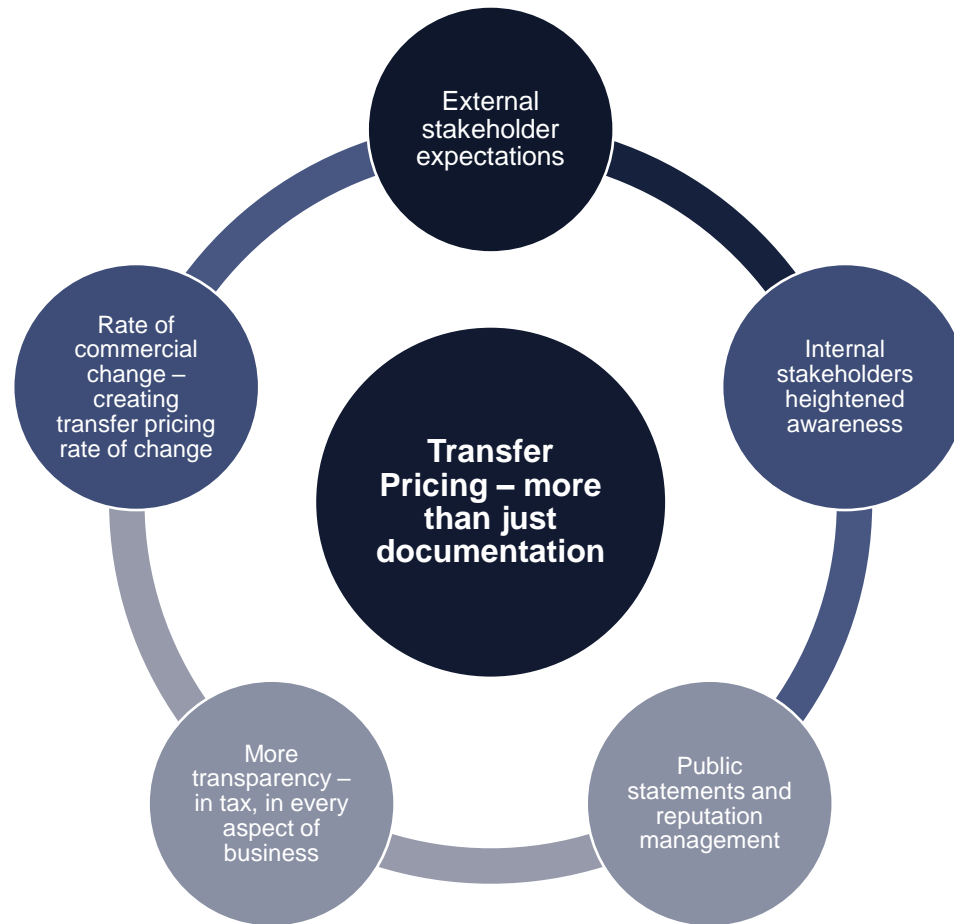 External
stakeholder
expectations
Internal
stakeholders
heightened
awareness
Public
statements and
reputation
management
More
transparency –
in tax, in every
aspect of
business
Rate of
commercial
change –
creating
transfer pricing
rate of change
Transfer
Pricing – more
than just
documentation